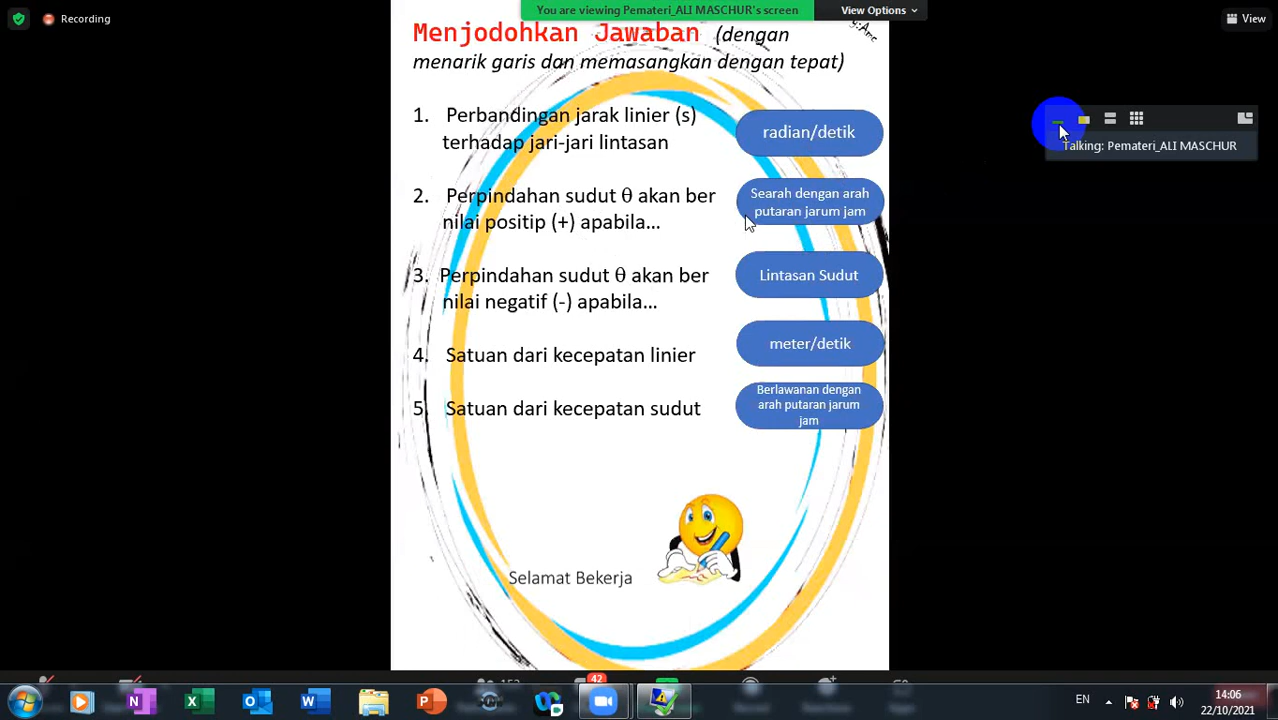 Recording
You are viewing Pemateri_ALI MASCHUR's screen
View Options
View
Talking: Pemateri_ALI MASCHUR
Menjodohkan Jawaban (dengan
menarik garis dan memasangkan dengan tepat)
1. Perbandingan jarak linier (s)
terhadap jari-jari lintasan
2. Perpindahan sudut θ akan ber
nilai positip (+) apabila...
3. Perpindahan sudut θ akan ber
nilai negatif (-) apabila...
4. Satuan dari kecepatan linier
5. Satuan dari kecepatan sudut
radian/detik
Searah dengan arah
putaran jarum jam
Lintasan Sudut
meter/detik
Berlawanan dengan
arah putaran jarum
jam
Selamat Bekerja
42
EN
14:06
22/10/2021